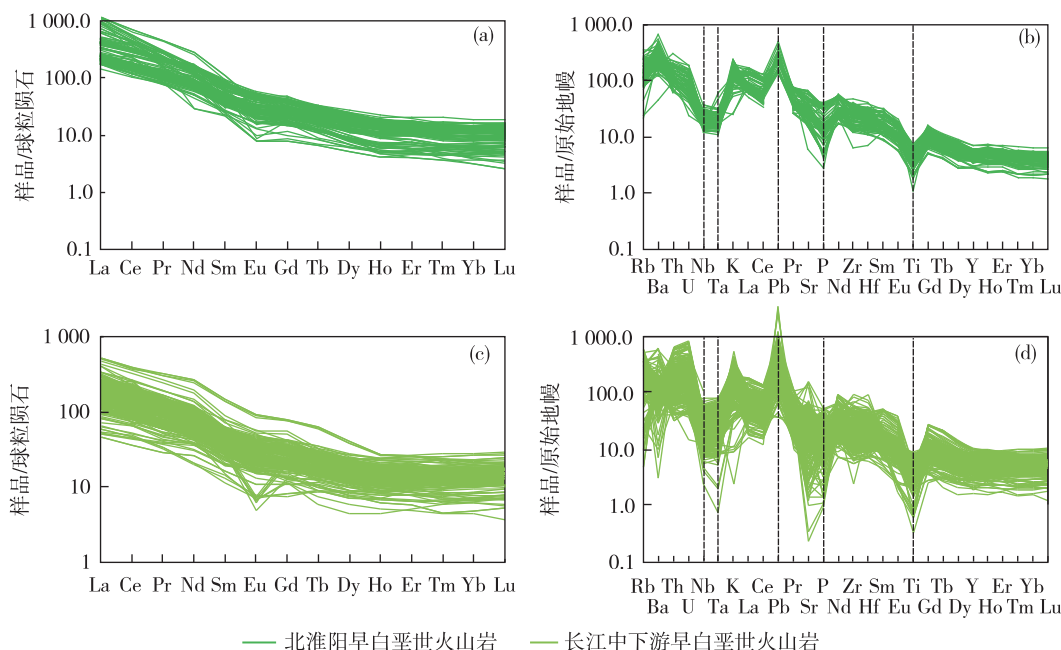 样品/球粒陨石
1 000.0
100.0
10.0
1.0
0.1
(a)
La Ce Pr Nd Sm Eu Gd Tb Dy Ho Er Tm Yb Lu
样品/原始地幔
1 000.0
100.0
10.0
1.0
0.1
(b)
Rb Th Nb K Ce Pr P Zr Sm Ti Tb Y Er Yb
Ba U Ta La Pb Sr Nd Hf Eu Gd Dy Ho Tm Lu
样品/球粒陨石
1 000
100
10
1
(c)
La Ce Pr Nd Sm Eu Gd Tb Dy Ho Er Tm Yb Lu
样品/原始地幔
1 000.0
100.0
10.0
1.0
0.1
(d)
Rb Th Nb K Ce Pr P Zr Sm Ti Tb Y Er Yb
Ba U Ta La Pb Sr Nd Hf Eu Gd Dy Ho Tm Lu
北淮阳早白垩世火山岩
长江中下游早白垩世火山岩